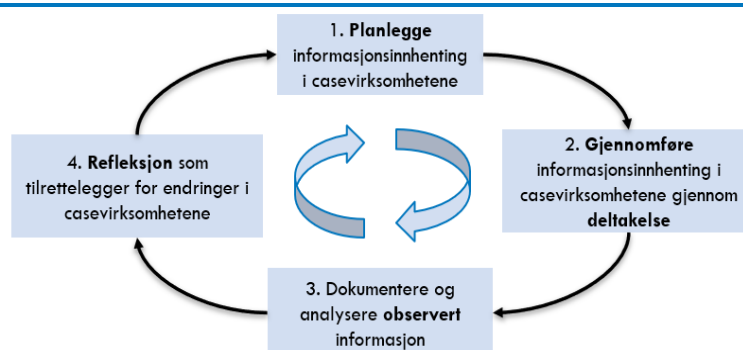 1. Planlegge
informasjonsinnhenting
i casevirksomhetene
2. Gjennomføre
informasjonsinnhenting i
casevirksomhetene gjennom
deltakelse
3. Dokumentere og
analysere observert
informasjon
4. Refleksjon som
tilrettelegger for endringer i
casevirksomhetene